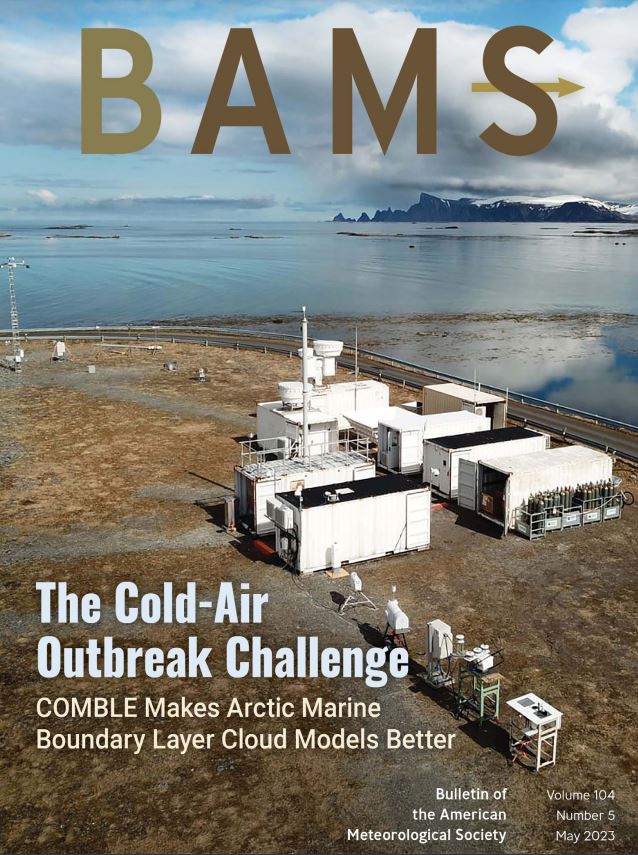 BAMS
The Cold-Air
Outbreak Challenge
COMBLE Makes Arctic Marine
Boundary Layer Cloud Models Better
Bulletin of
the American
Meteorological Society
Volume 104
Number 5
May 2023